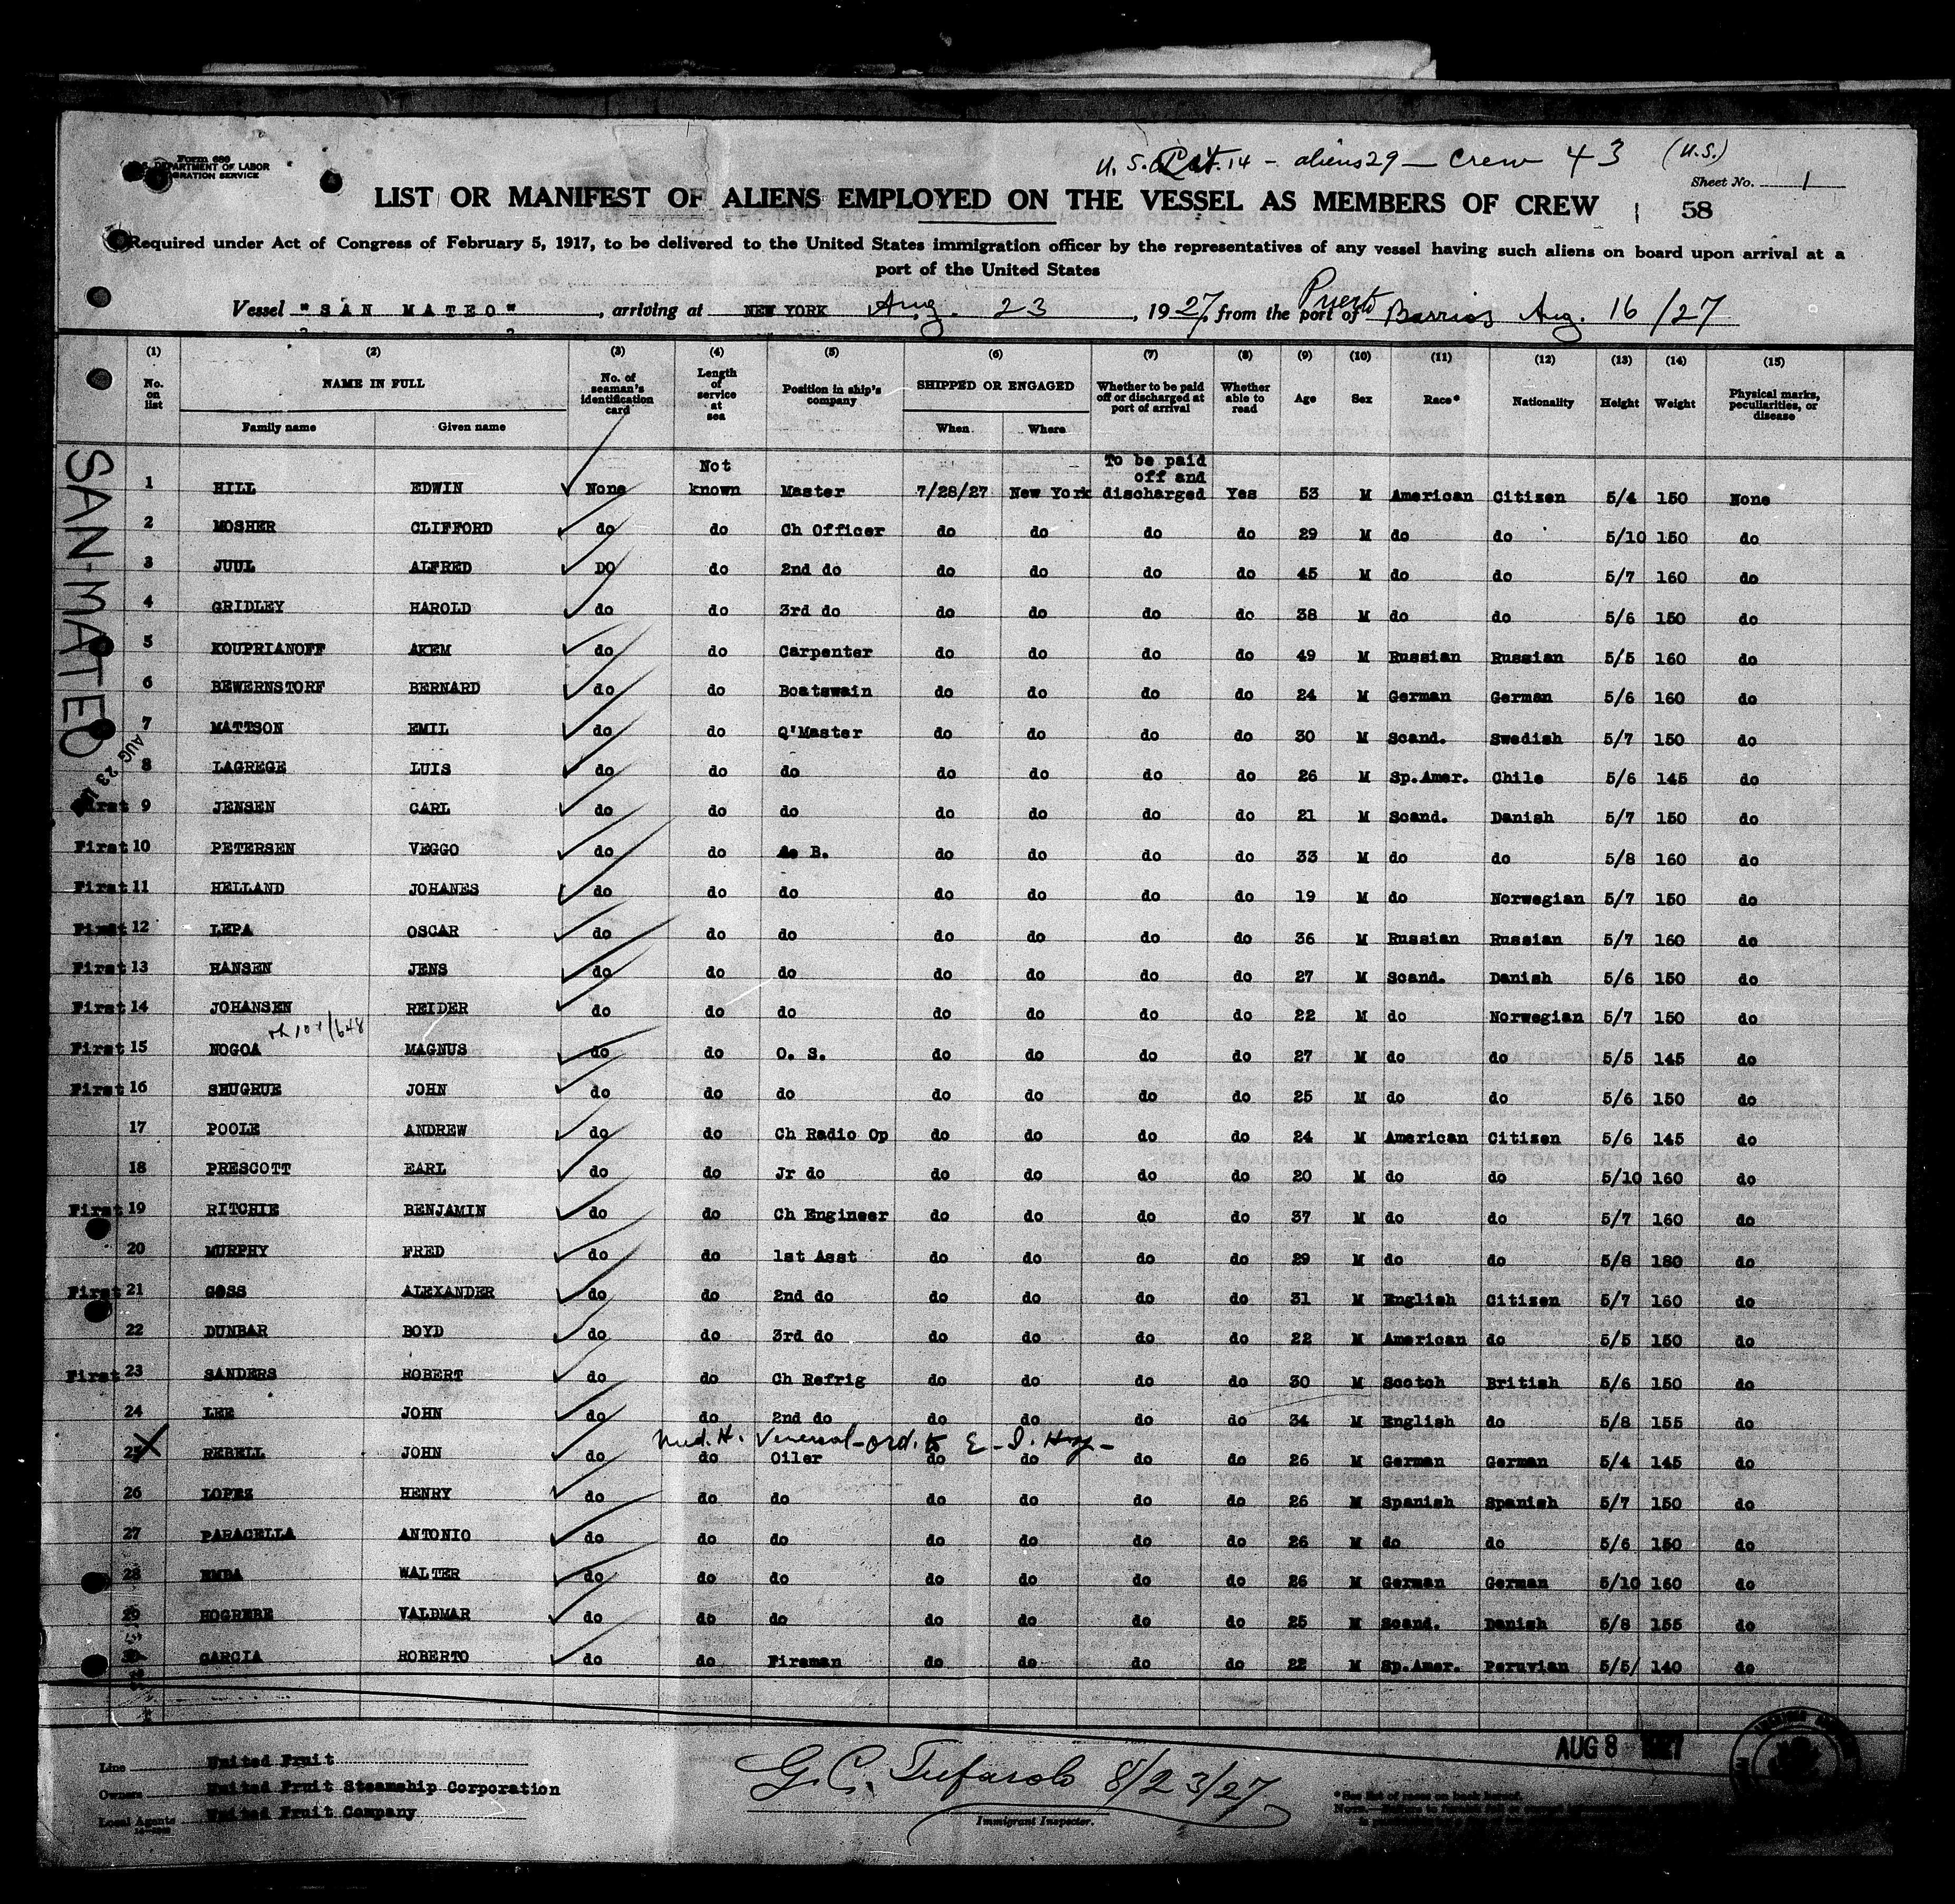 Form 686
U.S. DEPARTMENT OF LABOR
IMMIGRATION SERVICE
U.S. Cit. 14 - aliens 29 - Crew 43 (U.S.)
Sheet No. 1
LIST OR MANIFEST OF ALIENS EMPLOYED ON THE VESSEL AS MEMBERS OF CREW 58
Required under Act of Congress of February 5, 1917, to be delivered to the United States immigration officer by the representatives of any vessel having such aliens on board upon arrival at a
port of the United States
Vessel "SAN MATEO", arriving at NEW YORK Aug. 23, 1927, from the port of Puerto Barrios Aug. 16/27
(1) (2) (3) (4) (5) (6) (7) (8) (9) (10) (11) (12) (13) (14) (15)
No. on list NAME IN FULL Family name Given name No. of seaman's identification card Length of service at sea Position in ship's company SHIPPED OR ENGAGED When Where Whether to be paid off or discharged at port of arrival Whether able to read Age Sex Race* Nationality Height Weight Physical marks, peculiarities, or disease
SAN-MATEO
AUG 23
1 HILL EDWIN None Not known Master 7/28/27 New York To be paid off and discharged Yes 53 M American Citizen 5/4 150 None
2 MOSHER CLIFFORD do do Ch Officer do do do do 29 M do do 5/10 150 do
3 JUUL ALFRED DO do 2nd do do do do do 45 M do do 5/7 160 do
4 GRIDLEY HAROLD do do 3rd do do do do do 38 M do do 5/6 150 do
5 KOUPRIANOFF AKEM do do Carpenter do do do do 49 M Russian Russian 5/5 160 do
6 BEWERNSTORF BERNARD do do Boatswain do do do do 24 M German German 5/6 160 do
7 MATTSON EMIL do do Q'Master do do do do 30 M Scand. Swedish 5/7 150 do
8 LAGREGE LUIS do do do do do do do 26 M Sp.Amer. Chile 5/6 145 do
First 9 JENSEN CARL do do do do do do do 21 M Scand. Danish 5/7 150 do
First 10 PETERSEN VEGGO do do A. B. do do do do 33 M do do 5/8 160 do
First 11 HELLAND JOHANES do do do do do do do 19 M do Norwegian 5/7 150 do
First 12 LEPA OSCAR do do do do do do do 36 M Russian Russian 5/7 160 do
First 13 HANSEN JENS do do do do do do do 27 M Scand. Danish 5/6 150 do
First 14 JOHANSEN REIDER do do do do do do do 22 M do Norwegian 5/7 150 do
First 15 NOGOA MAGNUS do do O. S. do do do do 27 M do do 5/5 145 do
First 16 SHUGRUE JOHN do do do do do do do 25 M do do 5/6 150 do
17 POOLE ANDREW do do Ch Radio Op do do do do 24 M American Citizen 5/6 145 do
18 PRESCOTT EARL do do Jr do do do do do 20 M do do 5/10 160 do
First 19 RITCHIE BENJAMIN do do Ch Engineer do do do do 37 M do do 5/7 160 do
20 MURPHY FRED do do 1st Asst do do do do 29 M do do 5/8 180 do
First 21 GOSS ALEXANDER do do 2nd do do do do do 31 M English Citizen 5/7 160 do
22 DUNBAR BOYD do do 3rd do do do do do 22 M American do 5/5 150 do
First 23 SANDERS ROBERT do do Ch Refrig do do do do 30 M Scotch British 5/6 150 do
24 LEE JOHN do do 2nd do do do do do 34 M English do 5/8 155 do
Venereal-ord. to E-I. Hosp-
25 REBELL JOHN do do Oiler do do do do 26 M German German 5/4 145 do
26 LOPEZ HENRY do do do do do do do 26 M Spanish Spanish 5/7 150 do
27 PARACELLA ANTONIO do do do do do do do 26 M do do 5/6 150 do
28 EMBA WALTER do do do do do do do 26 M German German 5/10 160 do
29 HOGREBE VALDMAR do do do do do do do 25 M Scand. Danish 5/8 155 do
30 GARCIA ROBERTO do do Fireman do do do do 22 M Sp.Amer. Peruvian 5/5 140 do
AUG 8 1927
Line United Fruit
Owners United Fruit Steamship Corporation
Local Agents United Fruit Company
G.C. Tufarolo 8/23/27
Immigrant Inspector.
*See list of races on back hereof.